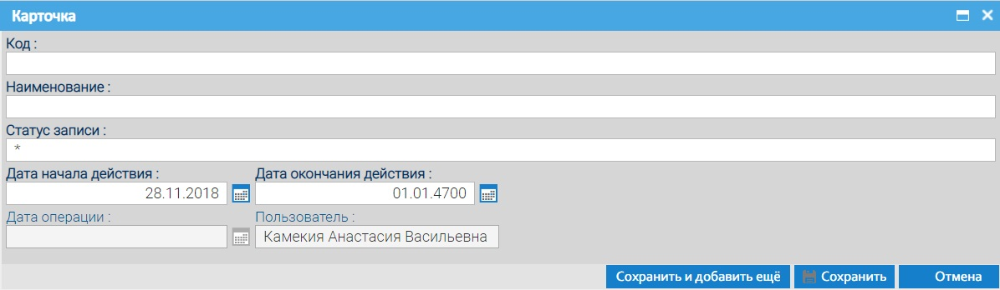 Карточка
Код :
Наименование :
Статус записи :
*
Дата начала действия : Дата окончания действия :
28.11.2018 01.01.4700
Дата операции : Пользователь :
Камекия Анастасия Васильевна
Сохранить и добавить ещё Сохранить Отмена